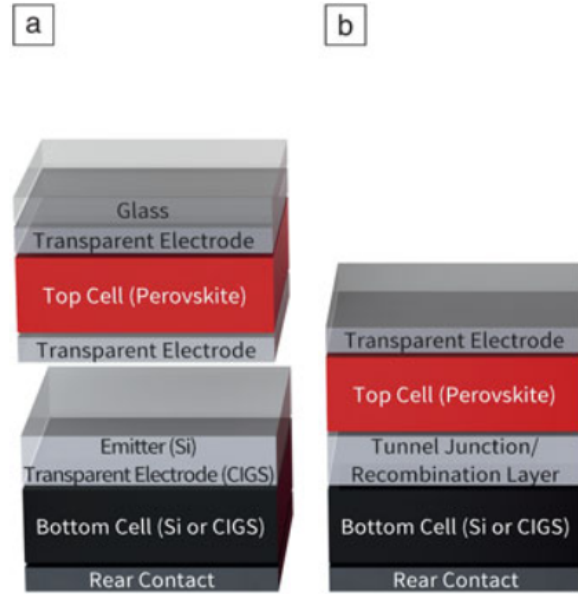 a
Glass
Transparent Electrode
Top Cell (Perovskite)
Transparent Electrode
Emitter (Si)
Transparent Electrode (CIGS)
Bottom Cell (Si or CIGS)
Rear Contact
b
Transparent Electrode
Top Cell (Perovskite)
Tunnel Junction/
Recombination Layer
Bottom Cell (Si or CIGS)
Rear Contact